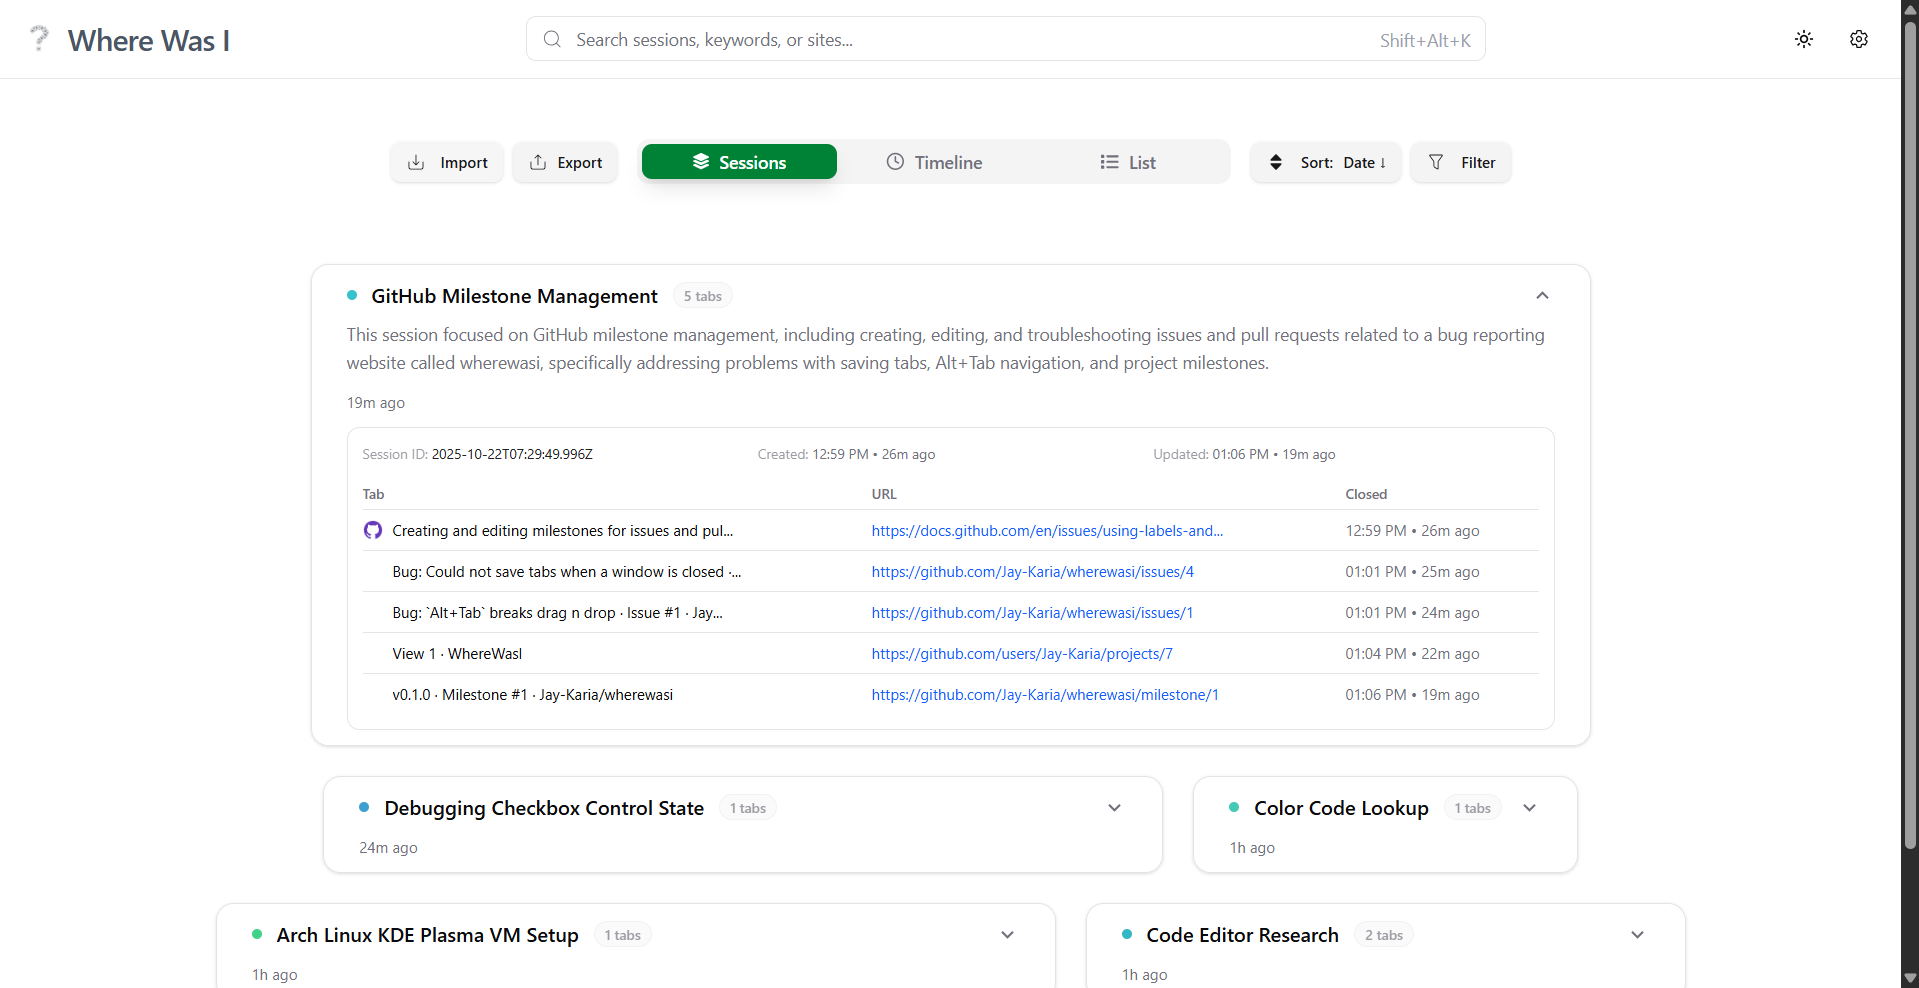 Where Was I
Search sessions, keywords, or sites...
Shift+Alt+K
Import
Export
Sessions
Timeline
List
Sort: Date ↓
Filter
GitHub Milestone Management
5 tabs
This session focused on GitHub milestone management, including creating, editing, and troubleshooting issues and pull requests related to a bug reporting
website called wherewasi, specifically addressing problems with saving tabs, Alt+Tab navigation, and project milestones.
19m ago
Session ID: 2025-10-22T07:29:49.996Z
Created: 12:59 PM • 26m ago
Updated: 01:06 PM • 19m ago
Tab
URL
Closed
Creating and editing milestones for issues and pul...
https://docs.github.com/en/issues/using-labels-and...
12:59 PM • 26m ago
Bug: Could not save tabs when a window is closed ·...
https://github.com/Jay-Karia/wherewasi/issues/4
01:01 PM • 25m ago
Bug: `Alt+Tab` breaks drag n drop · Issue #1 · Jay...
https://github.com/Jay-Karia/wherewasi/issues/1
01:01 PM • 24m ago
View 1 · WhereWasI
https://github.com/users/Jay-Karia/projects/7
01:04 PM • 22m ago
v0.1.0 · Milestone #1 · Jay-Karia/wherewasi
https://github.com/Jay-Karia/wherewasi/milestone/1
01:06 PM • 19m ago
Debugging Checkbox Control State
1 tabs
24m ago
Color Code Lookup
1 tabs
1h ago
Arch Linux KDE Plasma VM Setup
1 tabs
1h ago
Code Editor Research
2 tabs
1h ago